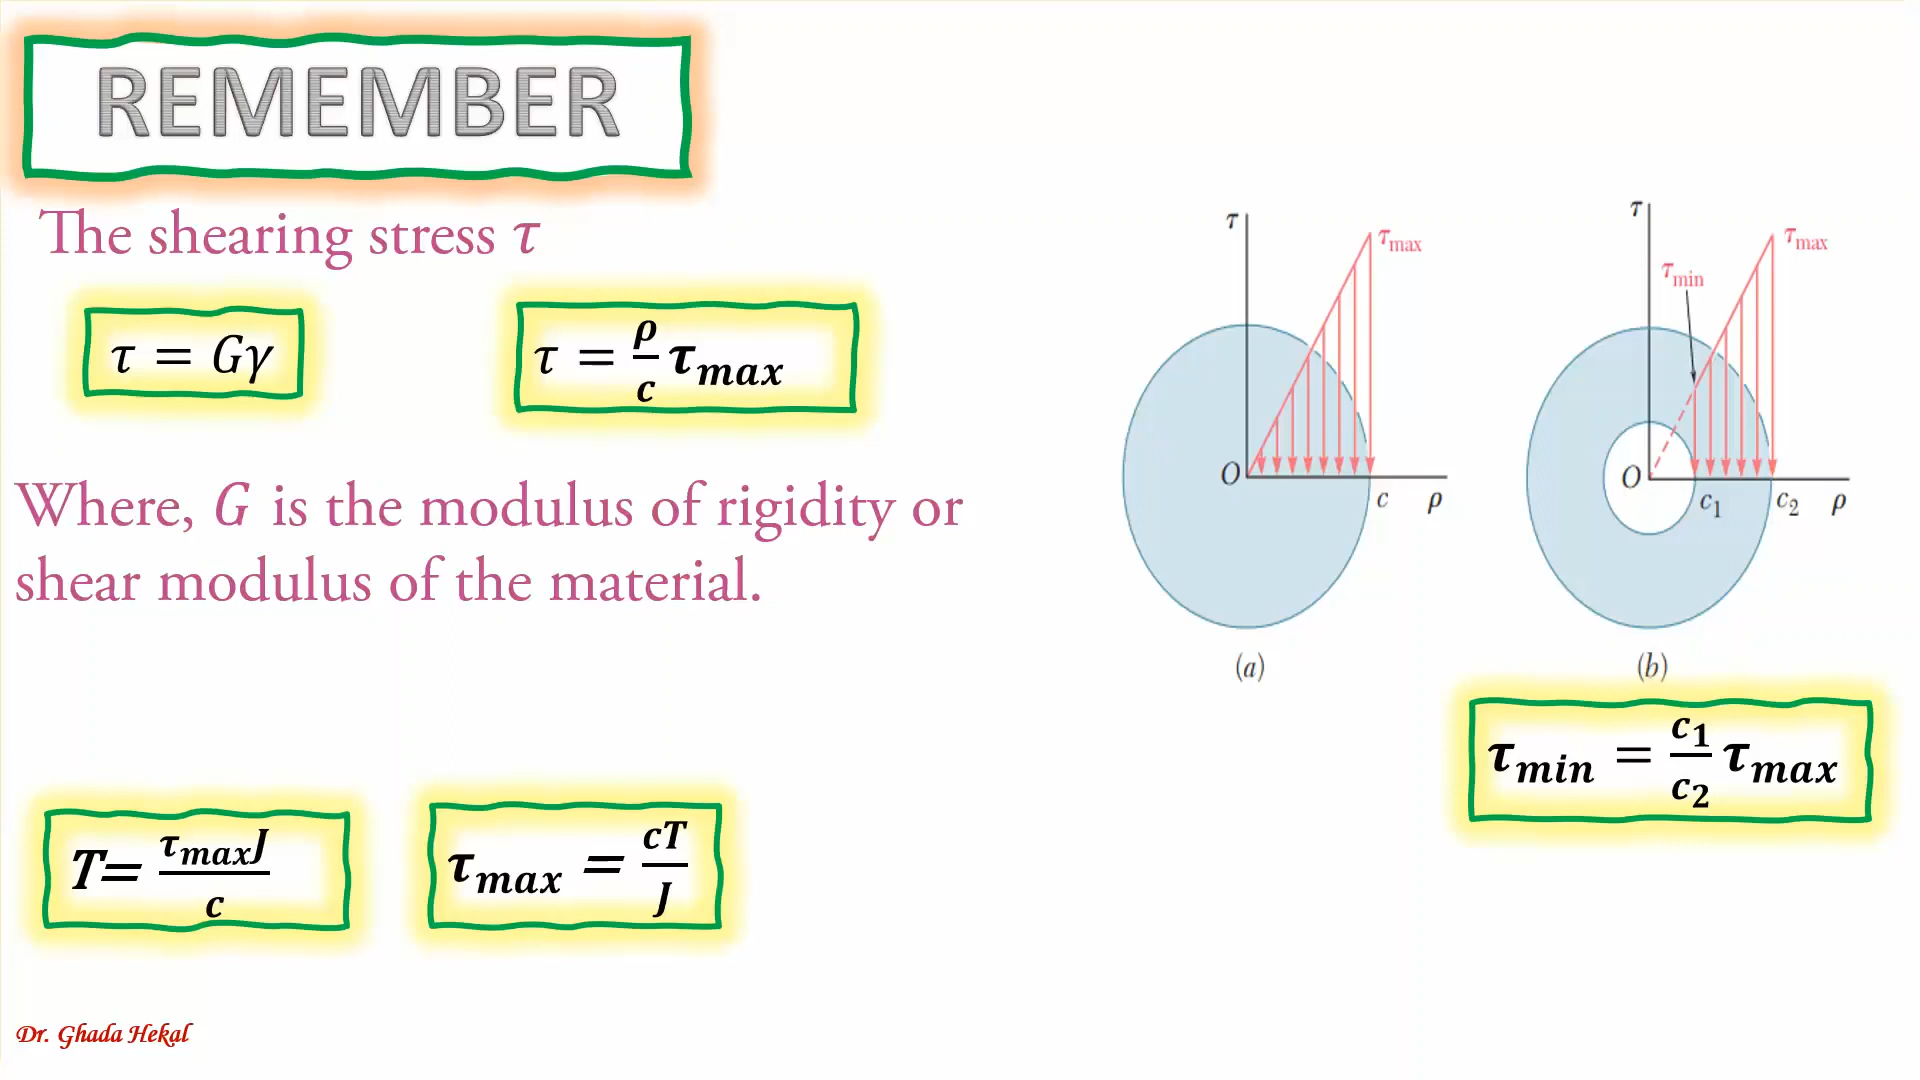 REMEMBER
The shearing stress τ
τ = Gγ
τ = ρ/c τmax
Where, G is the modulus of rigidity or
shear modulus of the material.
T= τmaxJ/c
τmax = cT/J
τ
τmax
O
c
ρ
(a)
τ
τmin
τmax
O
c1
c2
ρ
(b)
τmin = c1/c2 τmax
Dr. Ghada Hekal